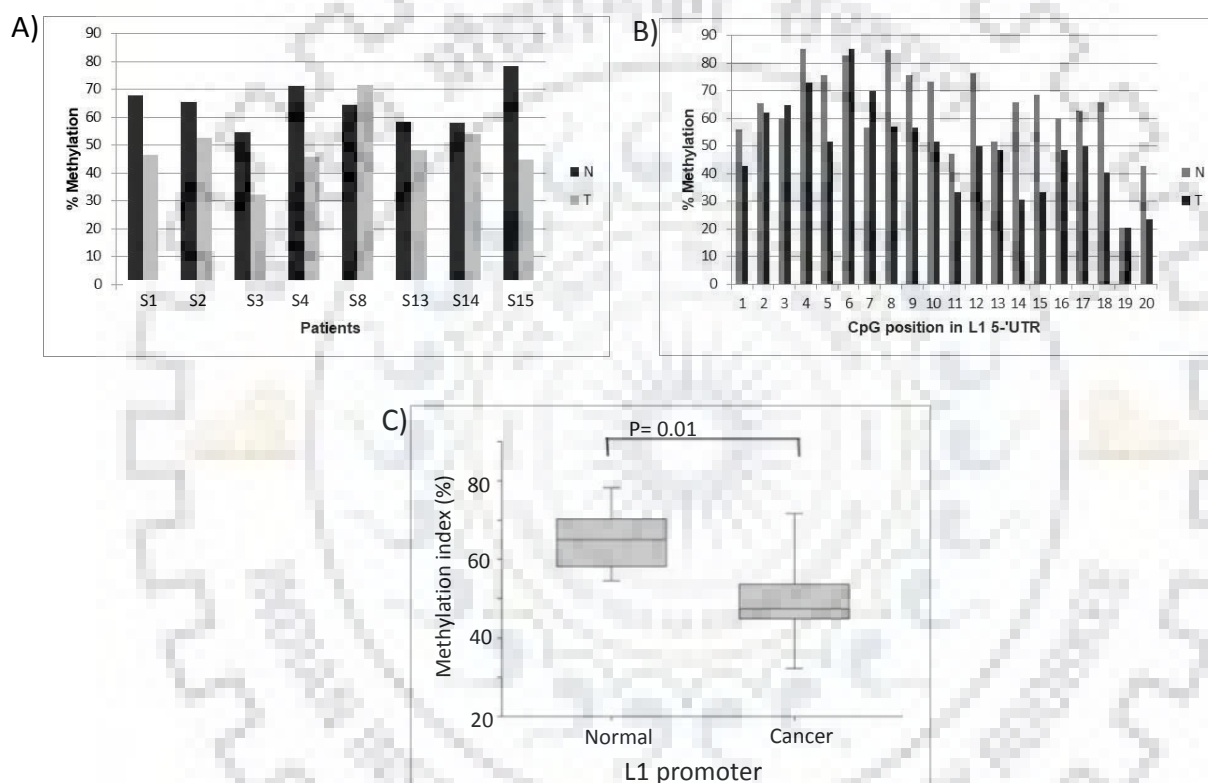 A)
90
80
70
60
50
40
30
20
10
0
% Methylation
S1 S2 S3 S4 S8 S13 S14 S15
Patients
N
T
B)
90
80
70
60
50
40
30
20
10
0
% Methylation
1 2 3 4 5 6 7 8 9 10 11 12 13 14 15 16 17 18 19 20
CpG position in L1 5-'UTR
N
T
C)
P= 0.01
80
60
40
20
Methylation index (%)
Normal Cancer
L1 promoter